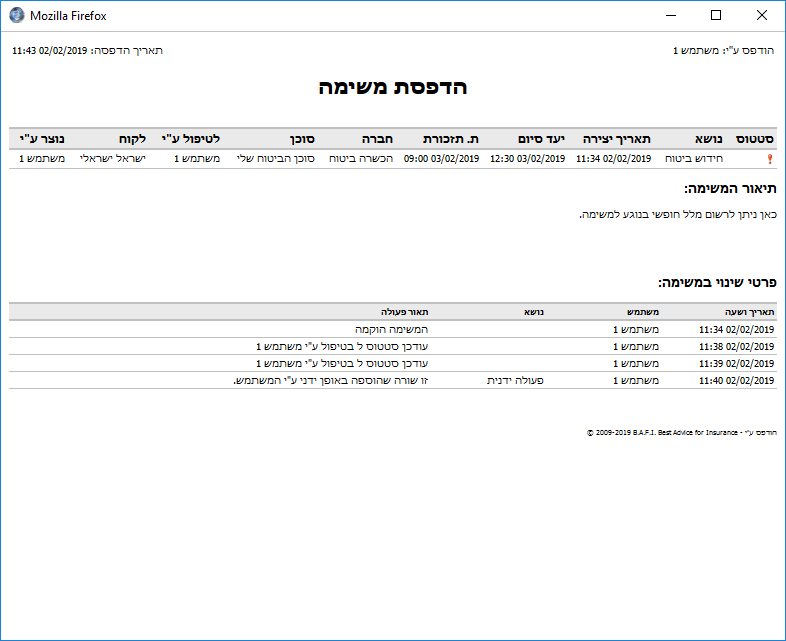 Mozilla Firefox
הודפס ע"י: משתמש 1 תאריך הדפסה: 02/02/2019 11:43
הדפסת משימה
סטטוס נושא תאריך יצירה יעד סיום ת. תזכורת חברה סוכן לטיפול ע"י לקוח נוצר ע"י
חידוש ביטוח 02/02/2019 11:34 03/02/2019 12:30 03/02/2019 09:00 הכשרה ביטוח סוכן הביטוח שלי משתמש 1 ישראל ישראלי משתמש 1
תיאור המשימה:
כאן ניתן לרשום מלל חופשי בנוגע למשימה.
פרטי שינוי במשימה:
תאריך ושעה משתמש נושא תאור פעולה
02/02/2019 11:34 משתמש 1 המשימה הוקמה
02/02/2019 11:38 משתמש 1 עודכן סטטוס ל בטיפול ע"י משתמש 1
02/02/2019 11:39 משתמש 1 עודכן סטטוס ל בטיפול ע"י משתמש 1
02/02/2019 11:40 משתמש 1 פעולה ידנית זו שורה שהוספה באופן ידני ע"י המשתמש.
הודפס ע"י - B.A.F.I, Best Advice for Insurance 2009-2019 ©